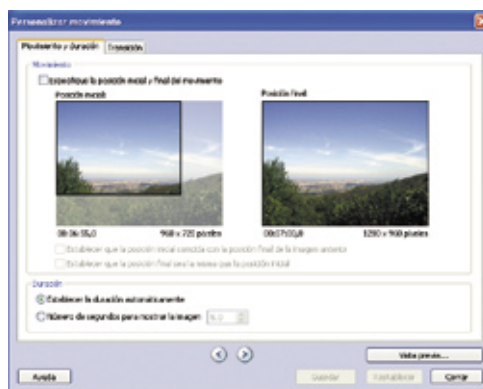 Personalizar movimiento
Movimiento y duración
Transición
Movimiento
Especifique la posición inicial y final del movimiento
Posición inicial:
Posición final:
960 x 720 píxeles
1280 x 960 píxeles
Establecer que la posición inicial coincida con la posición final de la imagen anterior
Establecer que la posición final sea la misma que la posición inicial
Duración
Establecer la duración automáticamente
Número de segundos para mostrar la imagen
Vista previa...
Ayuda
Guardar
Restablecer
Cerrar